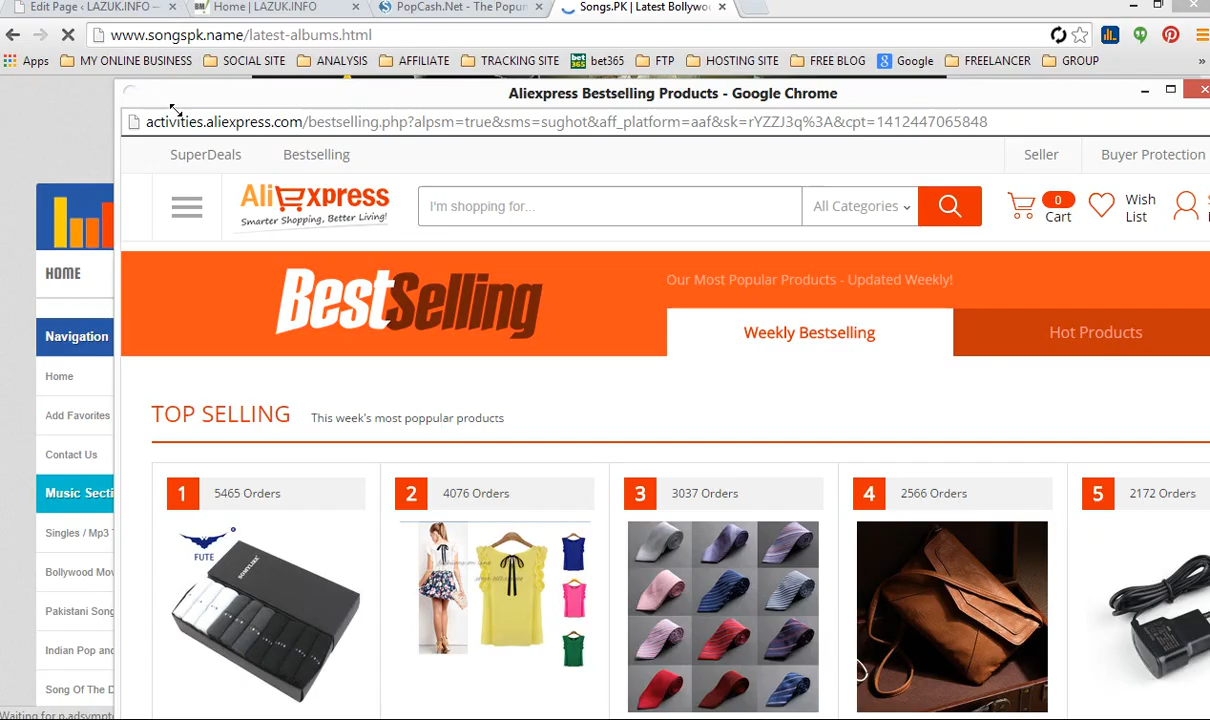 Edit Page ‹ LAZUK.INFO —
Home | LAZUK.INFO
PopCash.Net - The Popun
Songs.PK | Latest Bollywo
www.songspk.name/latest-albums.html
Apps MY ONLINE BUSINESS SOCIAL SITE ANALYSIS AFFILIATE TRACKING SITE bet365 FTP HOSTING SITE FREE BLOG Google FREELANCER GROUP »
Aliexpress Bestselling Products - Google Chrome
activities.aliexpress.com/bestselling.php?alpsm=true&sms=sughot&aff_platform=aaf&sk=rYZZJ3q%3A&cpt=1412447065848
SuperDeals Bestselling Seller Buyer Protection
AliExpress
Smarter Shopping, Better Living!
I'm shopping for...
All Categories
0
Cart
Wish
List
BestSelling
Our Most Popular Products - Updated Weekly!
Weekly Bestselling
Hot Products
HOME
Navigation
Home
Add Favorites
Contact Us
Music Secti
Singles / Mp3
Bollywood Mov
Pakistani Song
Indian Pop and
Song Of The D
TOP SELLING This week's most poppular products
1 5465 Orders
2 4076 Orders
3 3037 Orders
4 2566 Orders
5 2172 Orders
FUTE
Waiting for p.adsympt